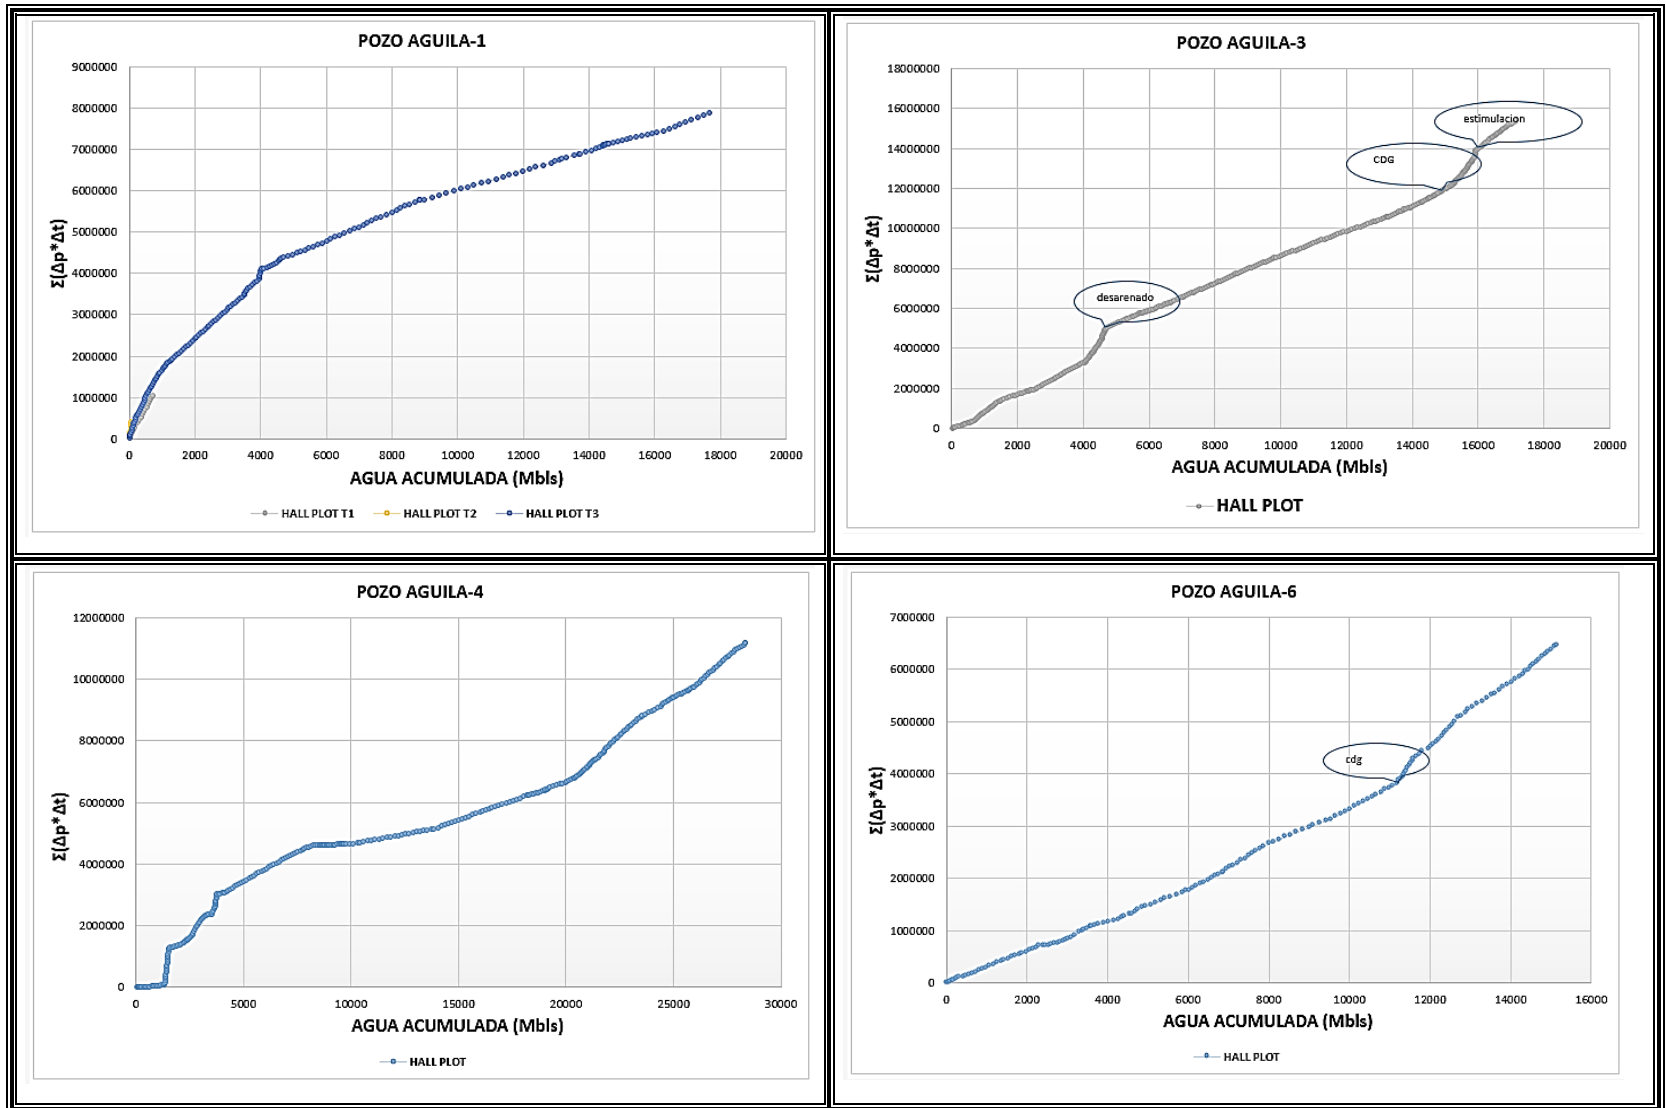 POZO AGUILA-1
9000000
8000000
7000000
6000000
5000000
4000000
3000000
2000000
1000000
0
Σ(Δp*Δt)
0 2000 4000 6000 8000 10000 12000 14000 16000 18000 20000
AGUA ACUMULADA (Mbls)
HALL PLOT T1 HALL PLOT T2 HALL PLOT T3
POZO AGUILA-3
18000000
16000000
14000000
12000000
10000000
8000000
6000000
4000000
2000000
0
Σ(Δp*Δt)
estimulacion
CDG
desarenado
0 2000 4000 6000 8000 10000 12000 14000 16000 18000 20000
AGUA ACUMULADA (Mbls)
HALL PLOT
POZO AGUILA-4
12000000
10000000
8000000
6000000
4000000
2000000
0
Σ(Δp*Δt)
0 5000 10000 15000 20000 25000 30000
AGUA ACUMULADA (Mbls)
HALL PLOT
POZO AGUILA-6
7000000
6000000
5000000
4000000
3000000
2000000
1000000
0
Σ(Δp*Δt)
cdg
0 2000 4000 6000 8000 10000 12000 14000 16000
AGUA ACUMULADA (Mbls)
HALL PLOT